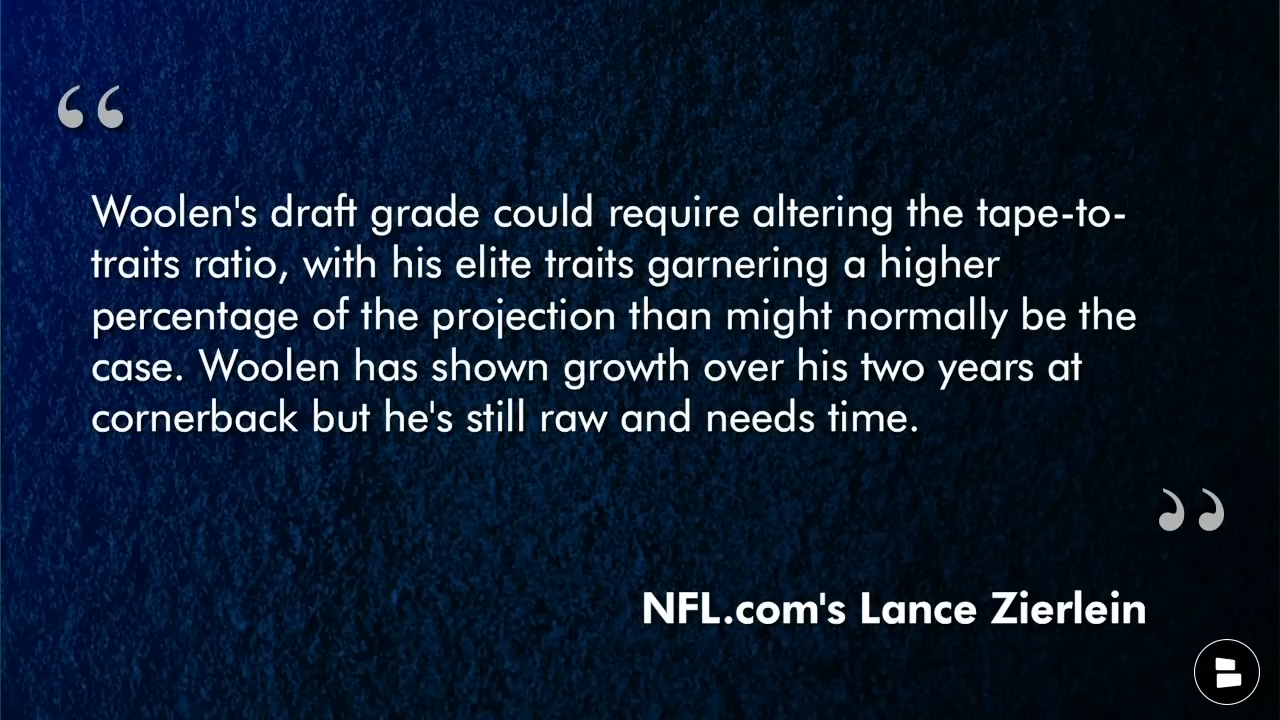 “
Woolen's draft grade could require altering the tape-to-
traits ratio, with his elite traits garnering a higher
percentage of the projection than might normally be the
case. Woolen has shown growth over his two years at
cornerback but he's still raw and needs time.
”
NFL.com's Lance Zierlein